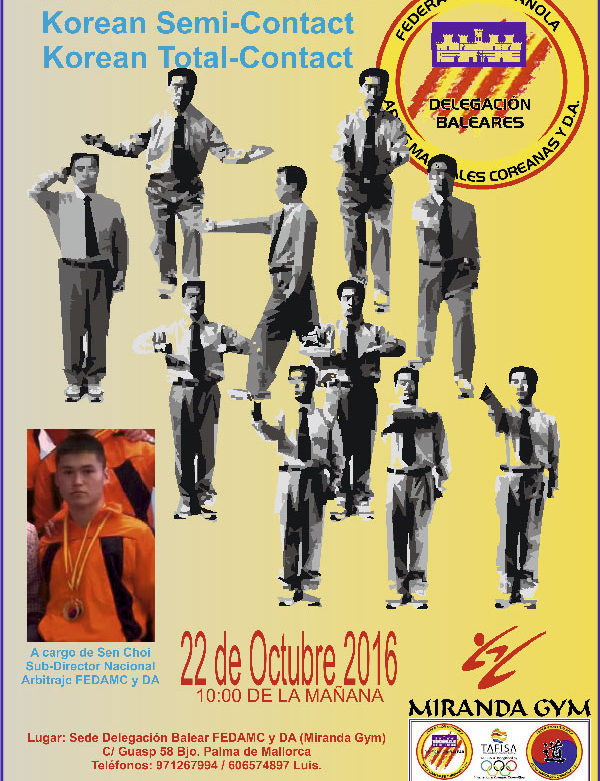 Korean Semi-Contact
Korean Total-Contact
DELEGACIÓN
BALEARES
A cargo de Sen Choi
Sub-Director Nacional
Arbitraje FEDAMC y DA
22 de Octubre 2016
10:00 DE LA MAÑANA
MIRANDA GYM
TAFISA
Lugar: Sede Delegación Balear FEDAMC y DA (Miranda Gym)
C/ Guasp 58 Bjo. Palma de Mallorca
Teléfonos: 971267994 / 606574897 Luis.
道